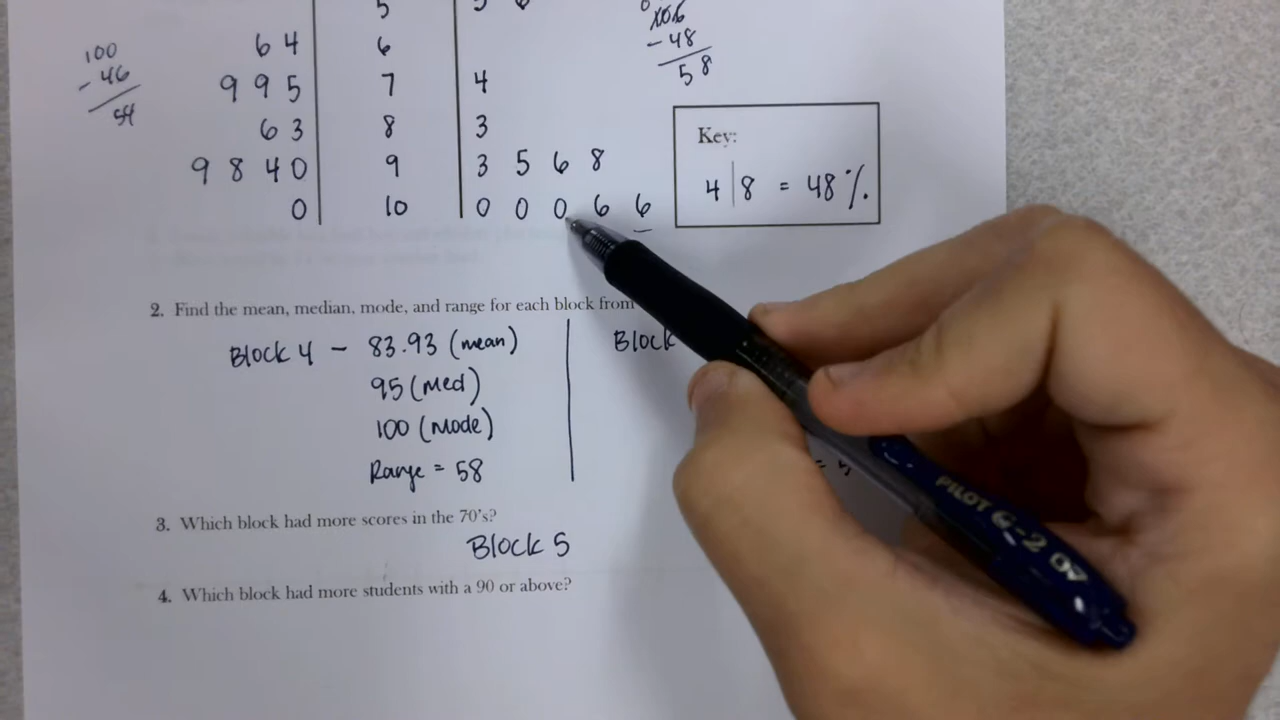 100
- 46
54
- 48
58
6 4 | 6 |
9 9 5 | 7 | 4
6 3 | 8 | 3
9 8 4 0 | 9 | 3 5 6 8
0 | 10 | 0 0 0 6 6
Key:
4 | 8 = 48%
2. Find the mean, median, mode, and range for each block from
Block 4 - 83.93 (mean)
95 (Med)
100 (Mode)
Range = 58
Block
3. Which block had more scores in the 70's?
Block 5
4. Which block had more students with a 90 or above?
PILOT G-2 07